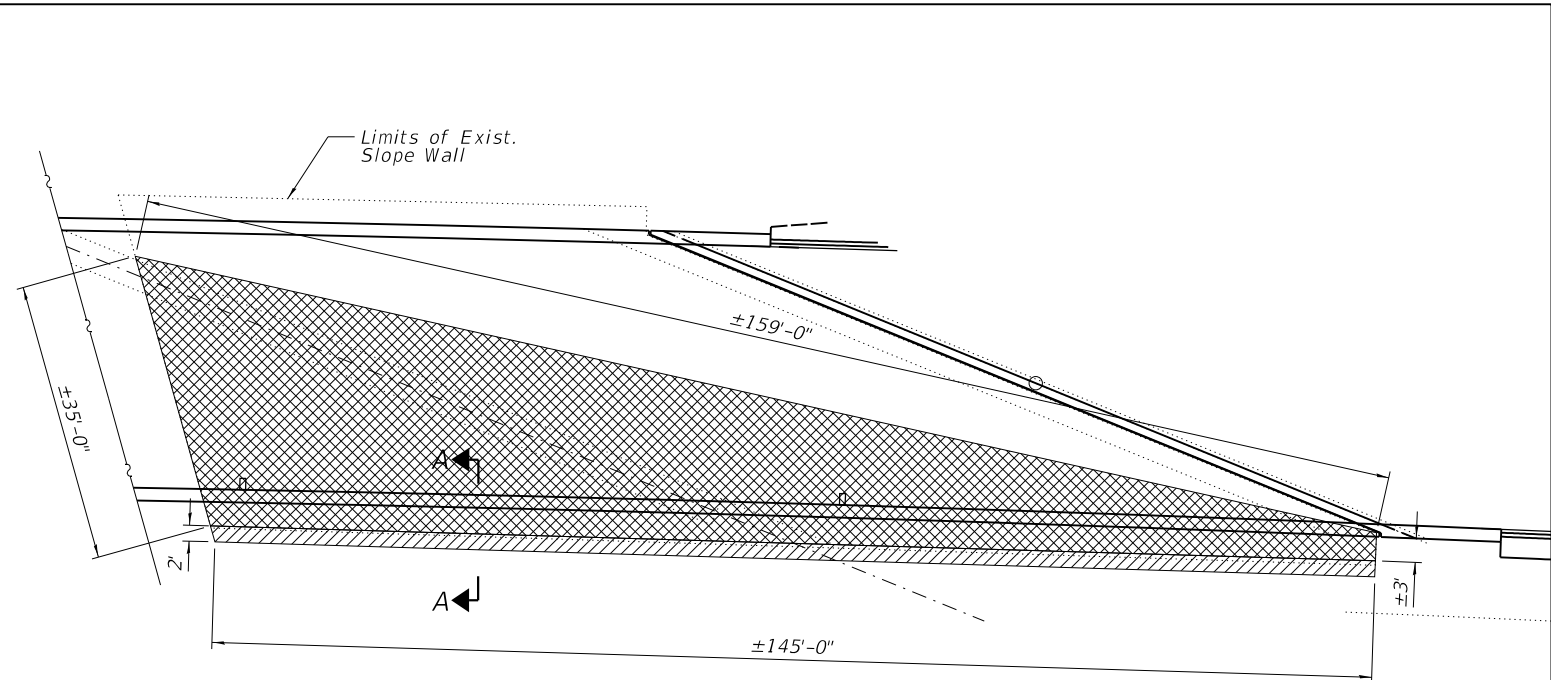 Limits of Exist.
Slope Wall
±159'-0"
±35'-0"
A
2'
A
±3'
±145'-0"